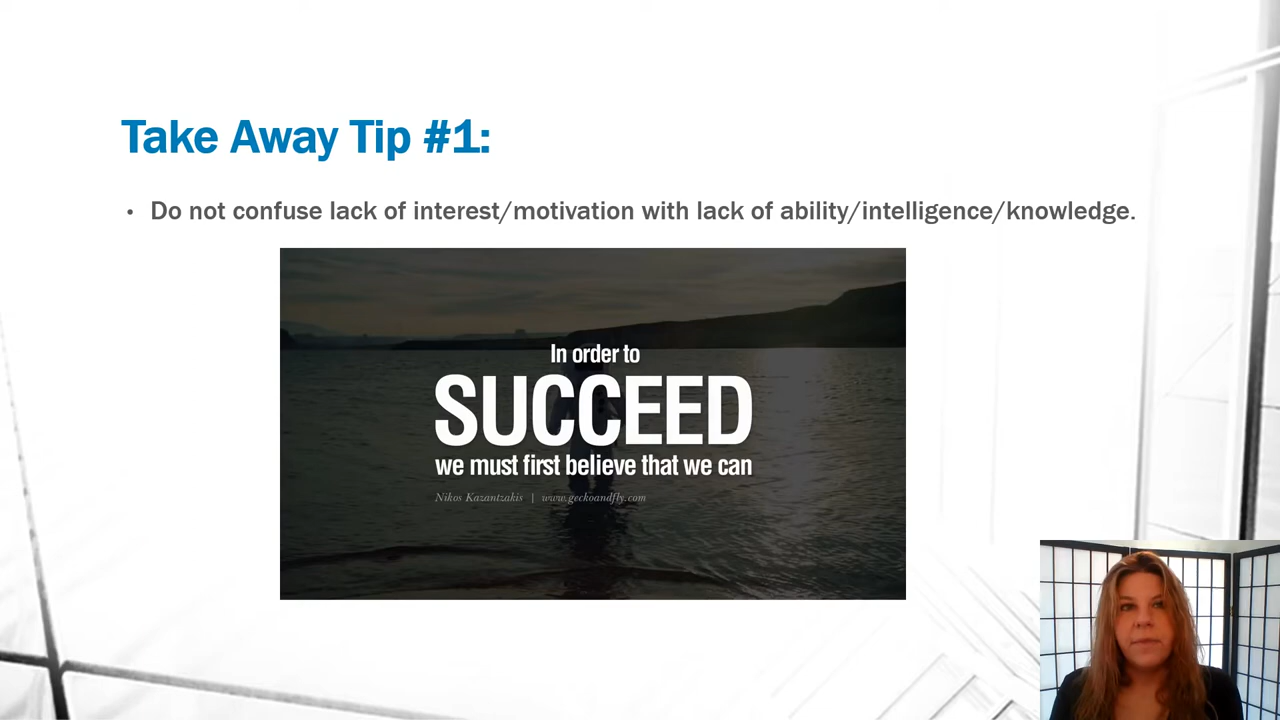 Take Away Tip #1:
• Do not confuse lack of interest/motivation with lack of ability/intelligence/knowledge.
In order to
SUCCEED
we must first believe that we can
Nikos Kazantzakis | www.geckoandfly.com